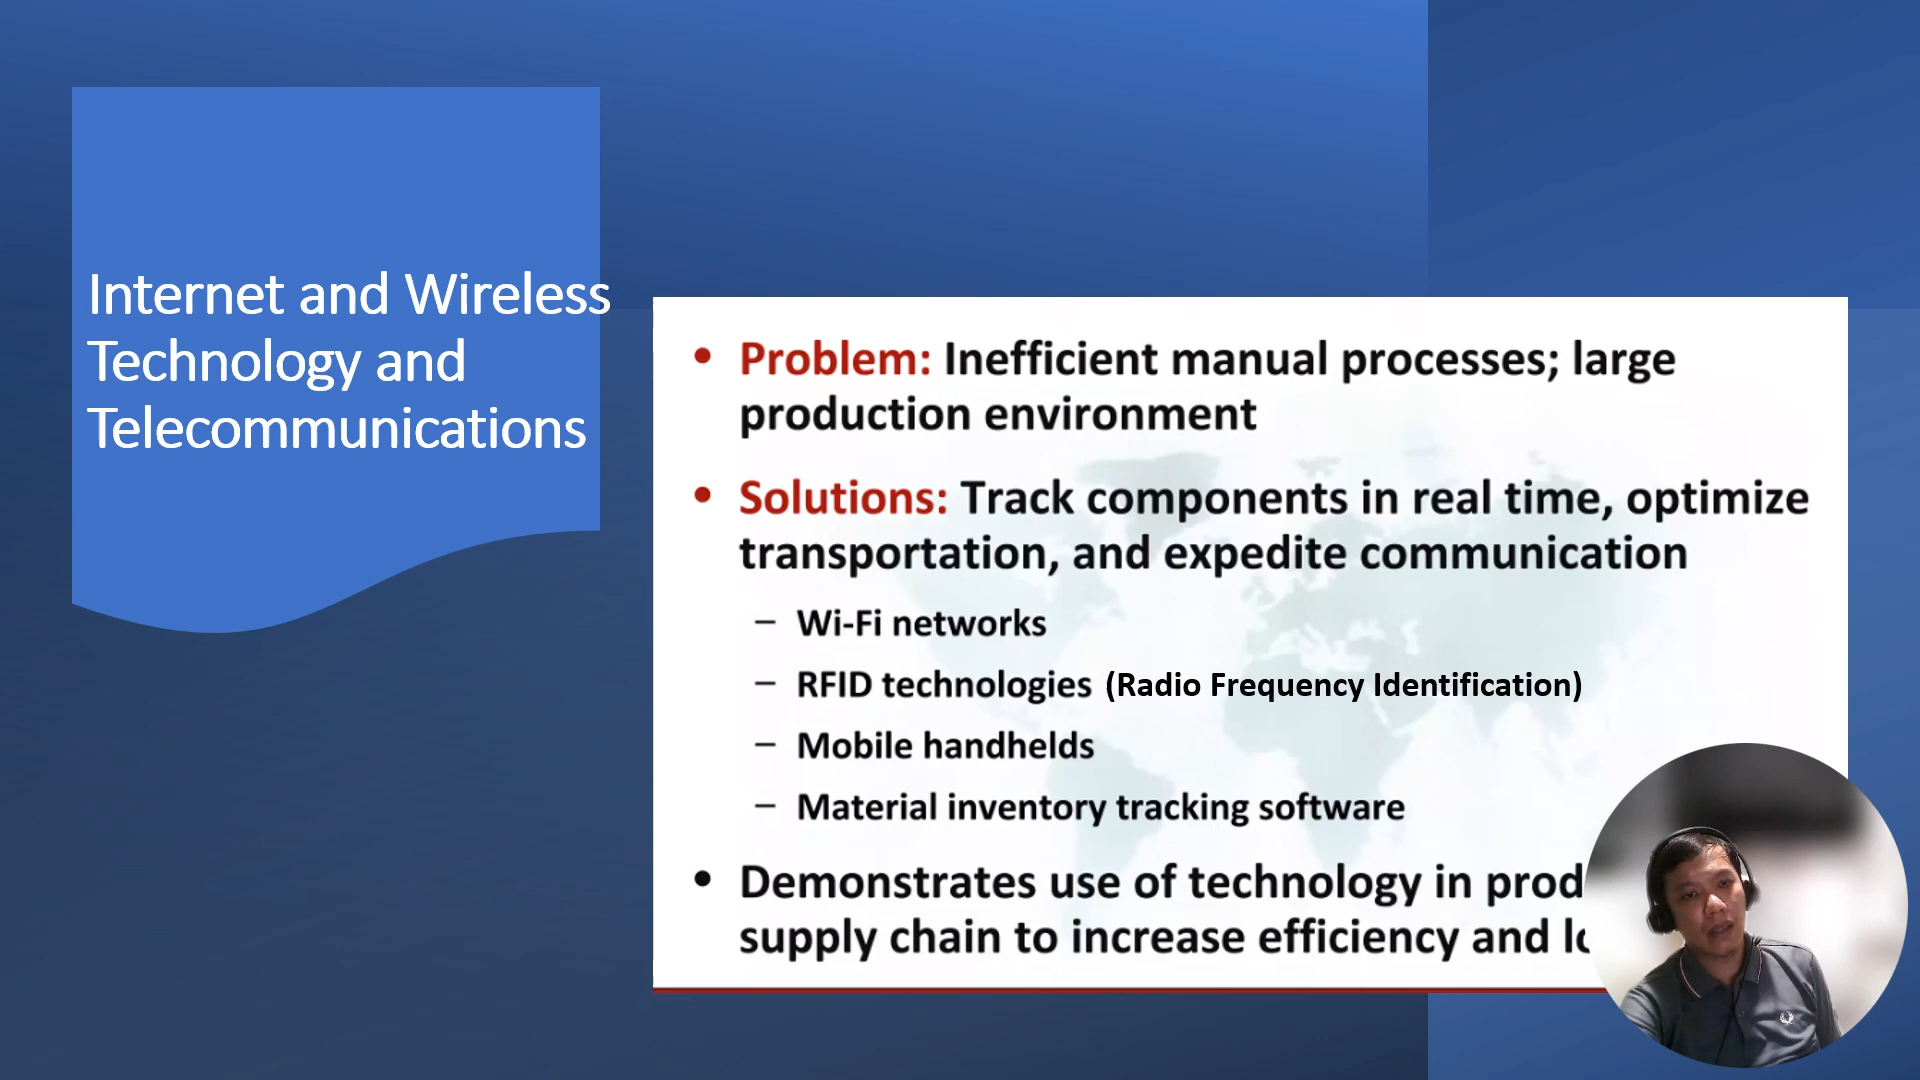 Internet and Wireless
Technology and
Telecommunications
• Problem: Inefficient manual processes; large
production environment
• Solutions: Track components in real time, optimize
transportation, and expedite communication
– Wi-Fi networks
– RFID technologies (Radio Frequency Identification)
– Mobile handhelds
– Material inventory tracking software
• Demonstrates use of technology in
supply chain to increase efficiency and